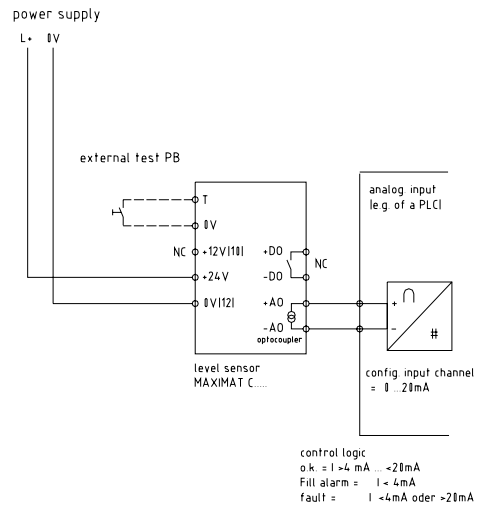 power supply
L+ 0V
external test PB
T
0V
NC +12V(10)
+24V
0V(12)
+DO
-DO
NC
+AO
-AO
optocoupler
level sensor
MAXIMAT C.....
analog. input
(e.g. of a PLC)
+
-
∩
#
config. input channel
= 0 ...20mA
control logic
o.k. = I >4 mA ... <20mA
Fill alarm = I < 4mA
fault = I <4mA oder >20mA